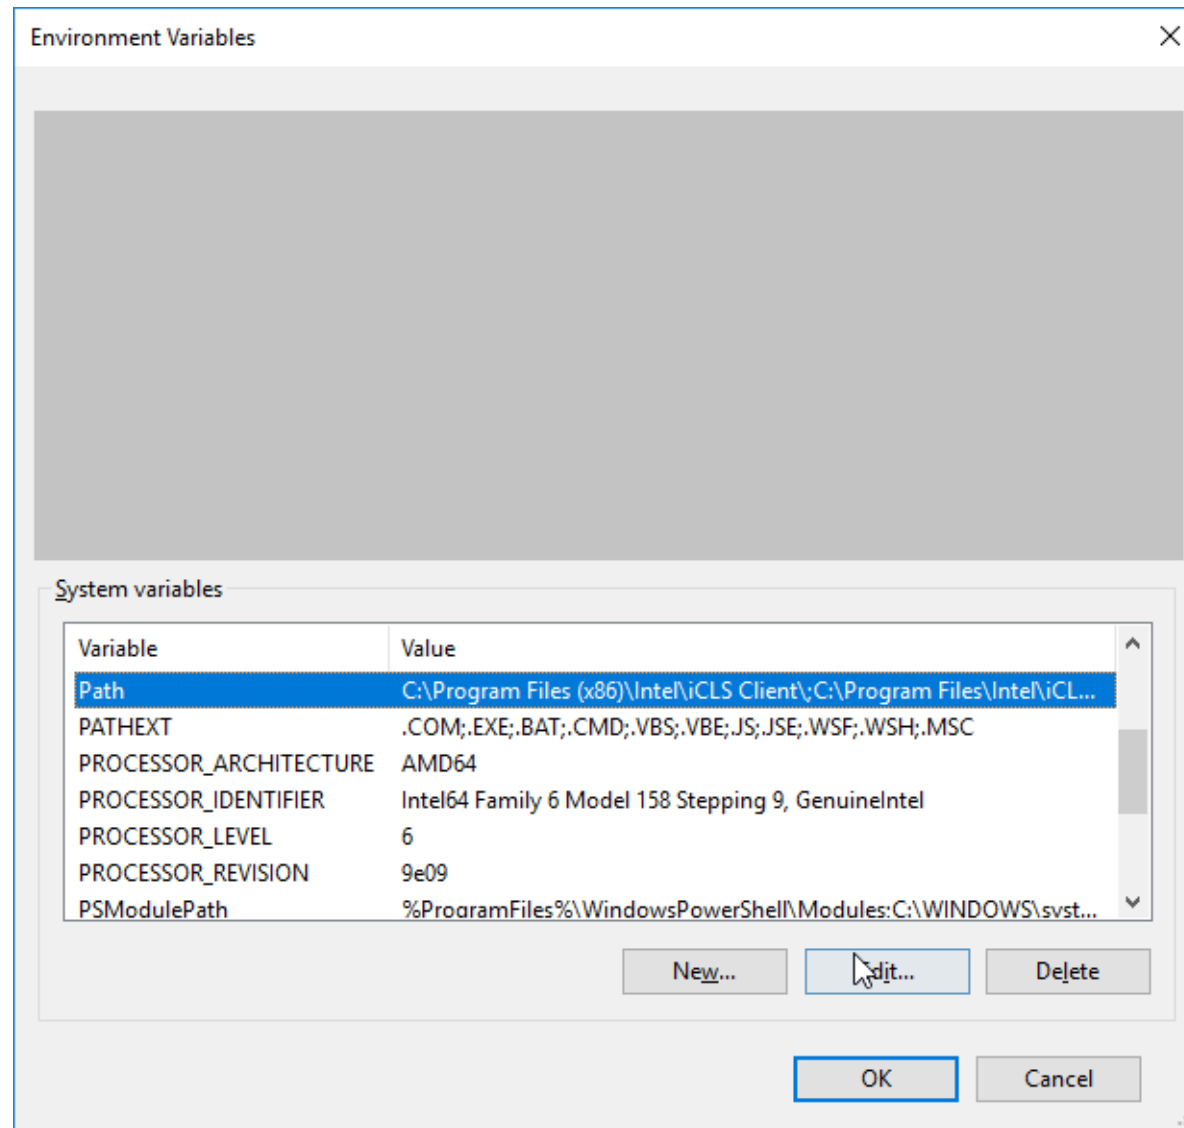 Environment Variables
System variables
Variable Value
Path C:\Program Files (x86)\Intel\iCLS Client\;C:\Program Files\Intel\iCL...
PATHEXT .COM;.EXE;.BAT;.CMD;.VBS;.VBE;.JS;.JSE;.WSF;.WSH;.MSC
PROCESSOR_ARCHITECTURE AMD64
PROCESSOR_IDENTIFIER Intel64 Family 6 Model 158 Stepping 9, GenuineIntel
PROCESSOR_LEVEL 6
PROCESSOR_REVISION 9e09
PSModulePath %ProgramFiles%\WindowsPowerShell\Modules;C:\WINDOWS\syst...
New... Edit... Delete
OK Cancel